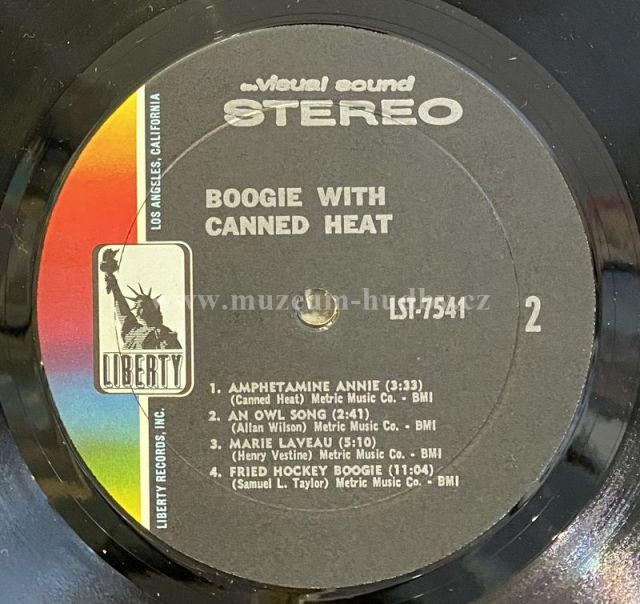 visual sound
STEREO
BOOGIE WITH
CANNED HEAT
www.muzeum-hudby.cz
LST-7541
2
LIBERTY
1. AMPHETAMINE ANNIE (3:33)
(Canned Heat) Metric Music Co. - BMI
2. AN OWL SONG (2:41)
(Allan Wilson) Metric Music Co. - BMI
3. MARIE LAVEAU (5:10)
(Henry Vestine) Metric Music Co. - BMI
4. FRIED HOCKEY BOOGIE (11:04)
(Samuel L. Taylor) Metric Music Co. - BMI
LIBERTY RECORDS, INC.
LOS ANGELES, CALIFORNIA